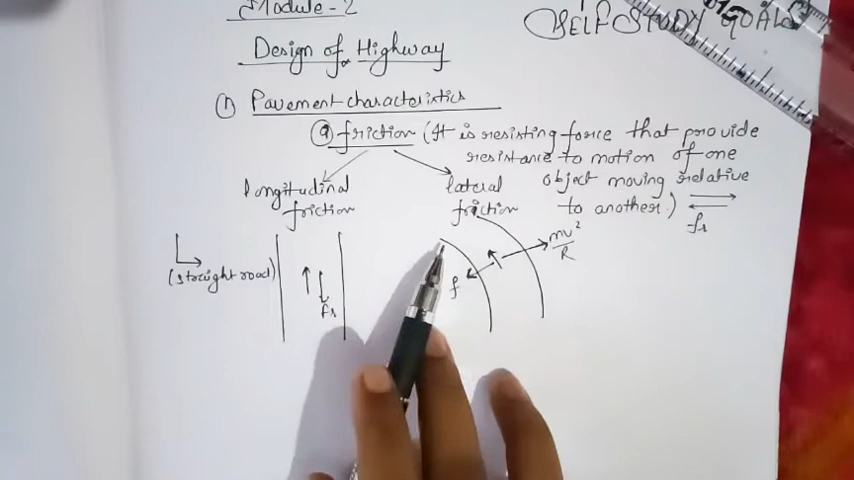 Module - 2
SELF STUDY GOALS
Design of Highway
① Pavement characteristics
ⓐ friction (It is resisting force that provide
resistance to motion of one
object moving relative
to another.)
fr
longitudinal
friction
lateral
friction
(straight road)
fr
f
mv²
R